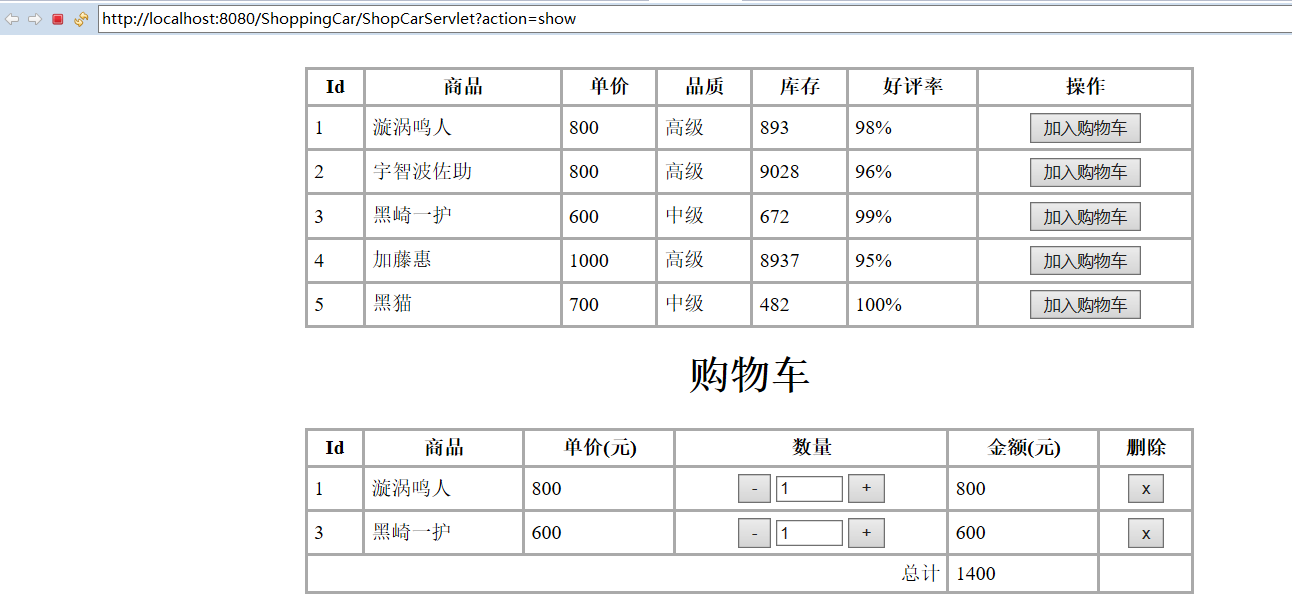 http://localhost:8080/ShoppingCar/ShopCarServlet?action=show
Id 商品 单价 品质 库存 好评率 操作
1 漩涡鸣人 800 高级 893 98% 加入购物车
2 宇智波佐助 800 高级 9028 96% 加入购物车
3 黑崎一护 600 中级 672 99% 加入购物车
4 加藤惠 1000 高级 8937 95% 加入购物车
5 黑猫 700 中级 482 100% 加入购物车
购物车
Id 商品 单价(元) 数量 金额(元) 删除
1 漩涡鸣人 800 - 1 + 800 x
3 黑崎一护 600 - 1 + 600 x
总计 1400